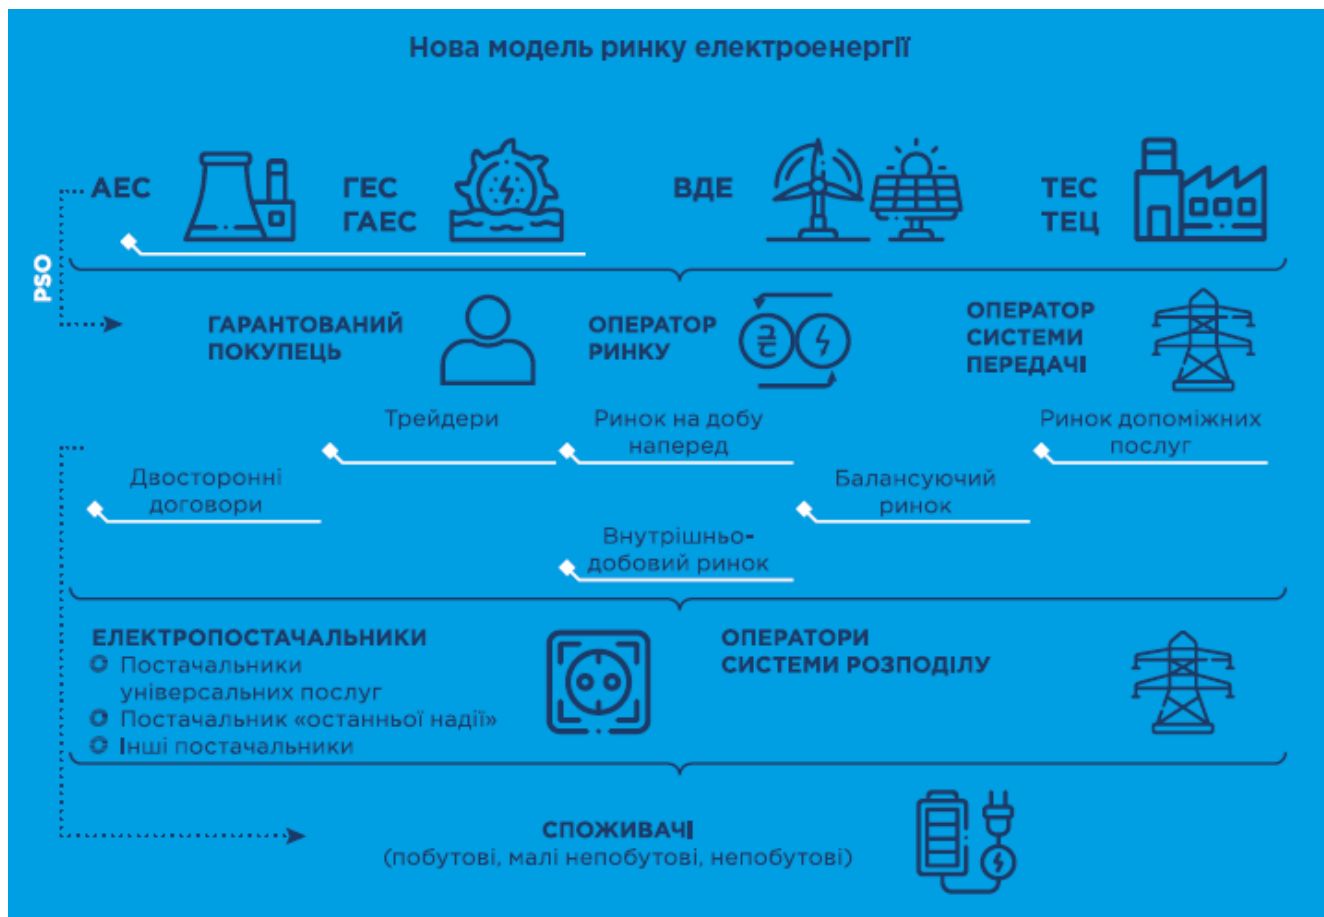 Нова модель ринку електроенергії
АЕС
ГЕС
ГАЕС
ВДЕ
ТЕС
ТЕЦ
PSO
ГАРАНТОВАНИЙ
ПОКУПЕЦЬ
ОПЕРАТОР
РИНКУ
ОПЕРАТОР
СИСТЕМИ
ПЕРЕДАЧІ
Трейдери
Ринок на добу
наперед
Ринок допоміжних
послуг
Двосторонні
договори
Балансуючий
ринок
Внутрішньо-
добовий ринок
ЕЛЕКТРОПОСТАЧАЛЬНИКИ
Постачальники
універсальних послуг
Постачальник «останньої надії»
Інші постачальники
ОПЕРАТОРИ
СИСТЕМИ РОЗПОДІЛУ
СПОЖИВАЧІ
(побутові, малі непобутові, непобутові)